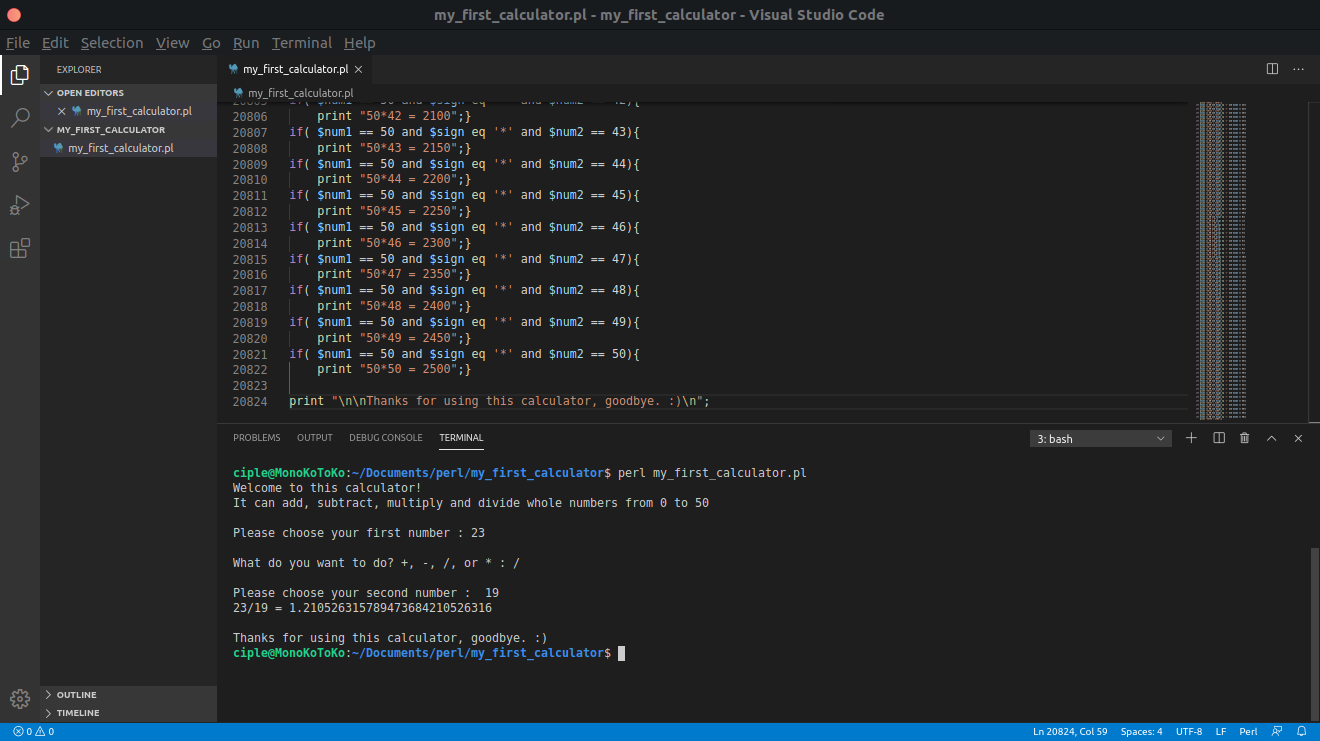 my_first_calculator.pl - my_first_calculator - Visual Studio Code
File Edit Selection View Go Run Terminal Help
EXPLORER
OPEN EDITORS
my_first_calculator.pl
MY_FIRST_CALCULATOR
my_first_calculator.pl
OUTLINE
TIMELINE
my_first_calculator.pl
my_first_calculator.pl
20805 if( $num1 == 50 and $sign eq '*' and $num2 == 42){
20806 print "50*42 = 2100";}
20807 if( $num1 == 50 and $sign eq '*' and $num2 == 43){
20808 print "50*43 = 2150";}
20809 if( $num1 == 50 and $sign eq '*' and $num2 == 44){
20810 print "50*44 = 2200";}
20811 if( $num1 == 50 and $sign eq '*' and $num2 == 45){
20812 print "50*45 = 2250";}
20813 if( $num1 == 50 and $sign eq '*' and $num2 == 46){
20814 print "50*46 = 2300";}
20815 if( $num1 == 50 and $sign eq '*' and $num2 == 47){
20816 print "50*47 = 2350";}
20817 if( $num1 == 50 and $sign eq '*' and $num2 == 48){
20818 print "50*48 = 2400";}
20819 if( $num1 == 50 and $sign eq '*' and $num2 == 49){
20820 print "50*49 = 2450";}
20821 if( $num1 == 50 and $sign eq '*' and $num2 == 50){
20822 print "50*50 = 2500";}
20823
20824 print "\n\nThanks for using this calculator, goodbye. :)\n";
PROBLEMS OUTPUT DEBUG CONSOLE TERMINAL 3: bash
ciple@MonoKoToKo:~/Documents/perl/my_first_calculator$ perl my_first_calculator.pl
Welcome to this calculator!
It can add, subtract, multiply and divide whole numbers from 0 to 50
Please choose your first number : 23
What do you want to do? +, -, /, or * : /
Please choose your second number : 19
23/19 = 1.210526315789473684210526316
Thanks for using this calculator, goodbye. :)
ciple@MonoKoToKo:~/Documents/perl/my_first_calculator$
0 0 Ln 20824, Col 59 Spaces: 4 UTF-8 LF Perl